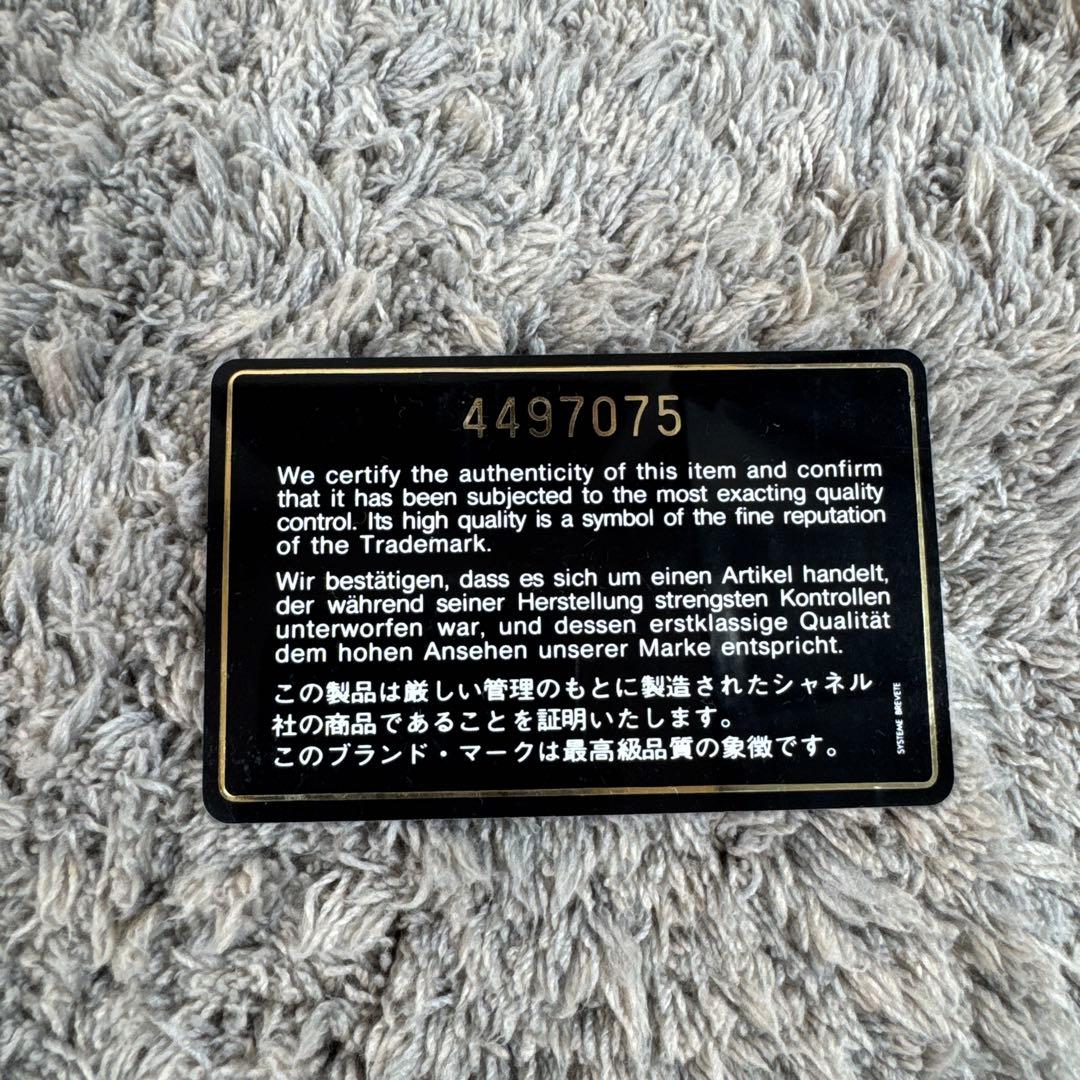 4497075
We certify the authenticity of this item and confirm
that it has been subjected to the most exacting quality
control. Its high quality is a symbol of the fine reputation
of the Trademark.
Wir bestätigen, dass es sich um einen Artikel handelt,
der während seiner Herstellung strengsten Kontrollen
unterworfen war, und dessen erstklassige Qualität
dem hohen Ansehen unserer Marke entspricht.
この製品は厳しい管理のもとに製造されたシャネル
社の商品であることを証明いたします。
このブランド・マークは最高級品質の象徴です。
SYSTEME BREVETE